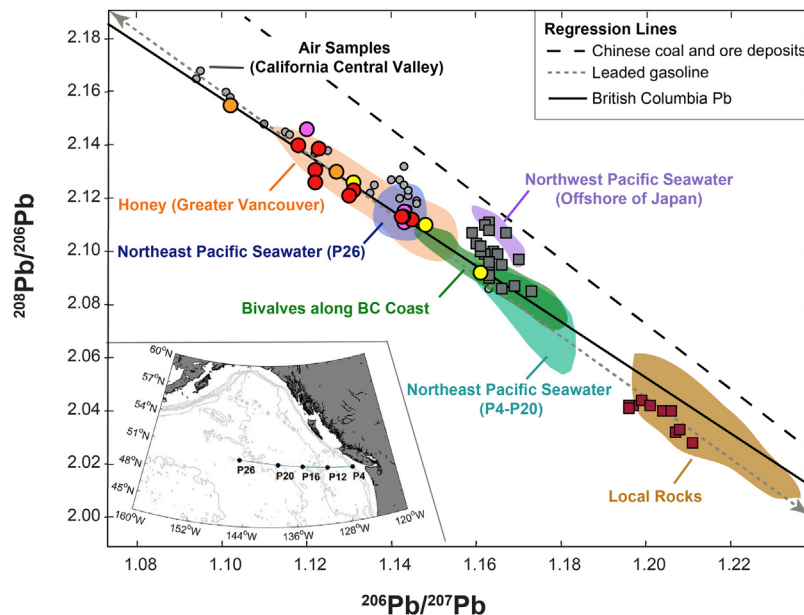 Regression Lines
Chinese coal and ore deposits
Leaded gasoline
British Columbia Pb
Air Samples
(California Central Valley)
Northwest Pacific Seawater
(Offshore of Japan)
Honey (Greater Vancouver)
Northeast Pacific Seawater (P26)
Bivalves along BC Coast
Northeast Pacific Seawater
(P4-P20)
Local Rocks
208Pb/206Pb
2.18
2.16
2.14
2.12
2.10
2.08
2.06
2.04
2.02
2.00
60°N
57°N
54°N
51°N
48°N
45°N
P26
P20
P16
P12
P4
160°W
152°W
144°W
136°W
128°W
120°W
1.08
1.10
1.12
1.14
1.16
1.18
1.20
1.22
206Pb/207Pb